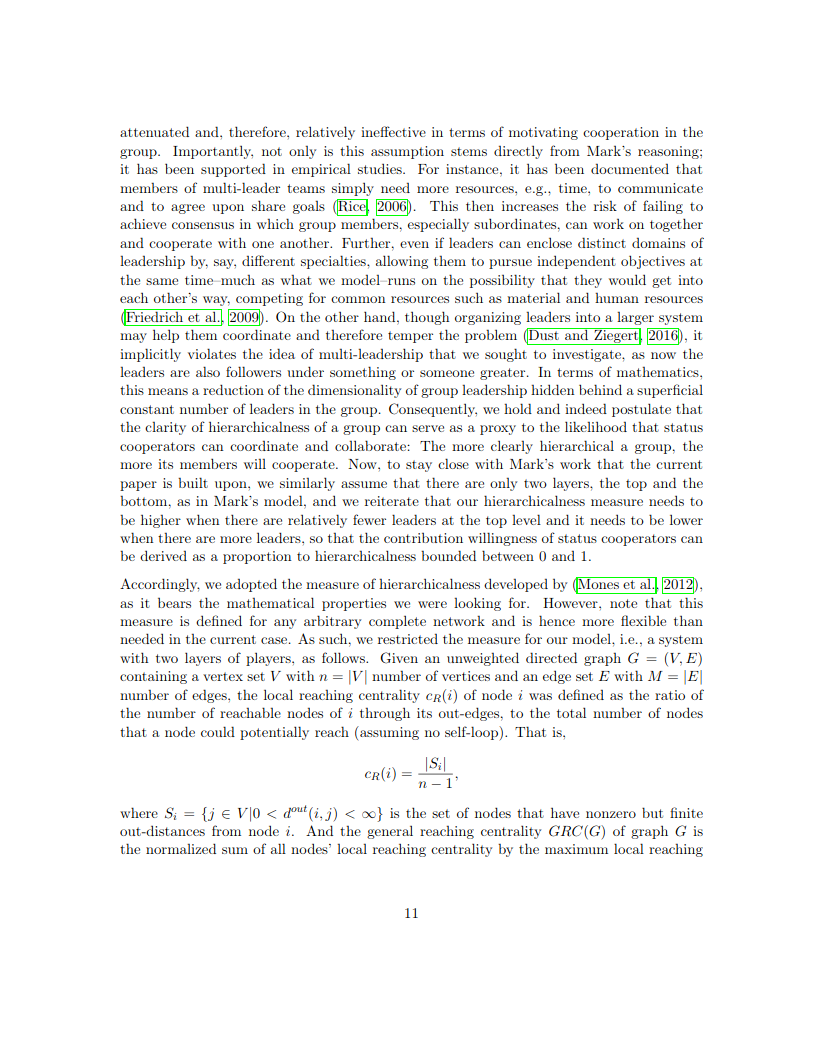 attenuated and, therefore, relatively ineffective in terms of motivating cooperation in the
group. Importantly, not only is this assumption stems directly from Mark's reasoning;
it has been supported in empirical studies. For instance, it has been documented that
members of multi-leader teams simply need more resources, e.g., time, to communicate
and to agree upon share goals (Rice, 2006). This then increases the risk of failing to
achieve consensus in which group members, especially subordinates, can work on together
and cooperate with one another. Further, even if leaders can enclose distinct domains of
leadership by, say, different specialties, allowing them to pursue independent objectives at
the same time–much as what we model–runs on the possibility that they would get into
each other's way, competing for common resources such as material and human resources
(Friedrich et al., 2009). On the other hand, though organizing leaders into a larger system
may help them coordinate and therefore temper the problem (Dust and Ziegert, 2016), it
implicitly violates the idea of multi-leadership that we sought to investigate, as now the
leaders are also followers under something or someone greater. In terms of mathematics,
this means a reduction of the dimensionality of group leadership hidden behind a superficial
constant number of leaders in the group. Consequently, we hold and indeed postulate that
the clarity of hierarchicalness of a group can serve as a proxy to the likelihood that status
cooperators can coordinate and collaborate: The more clearly hierarchical a group, the
more its members will cooperate. Now, to stay close with Mark's work that the current
paper is built upon, we similarly assume that there are only two layers, the top and the
bottom, as in Mark's model, and we reiterate that our hierarchicalness measure needs to
be higher when there are relatively fewer leaders at the top level and it needs to be lower
when there are more leaders, so that the contribution willingness of status cooperators can
be derived as a proportion to hierarchicalness bounded between 0 and 1.
Accordingly, we adopted the measure of hierarchicalness developed by (Mones et al., 2012),
as it bears the mathematical properties we were looking for. However, note that this
measure is defined for any arbitrary complete network and is hence more flexible than
needed in the current case. As such, we restricted the measure for our model, i.e., a system
with two layers of players, as follows. Given an unweighted directed graph G = (V, E)
containing a vertex set V with n = |V| number of vertices and an edge set E with M = |E|
number of edges, the local reaching centrality c_R(i) of node i was defined as the ratio of
the number of reachable nodes of i through its out-edges, to the total number of nodes
that a node could potentially reach (assuming no self-loop). That is,
c_R(i) = |S_i| / (n − 1),
where S_i = {j ∈ V|0 < d^out(i, j) < ∞} is the set of nodes that have nonzero but finite
out-distances from node i. And the general reaching centrality GRC(G) of graph G is
the normalized sum of all nodes' local reaching centrality by the maximum local reaching
11